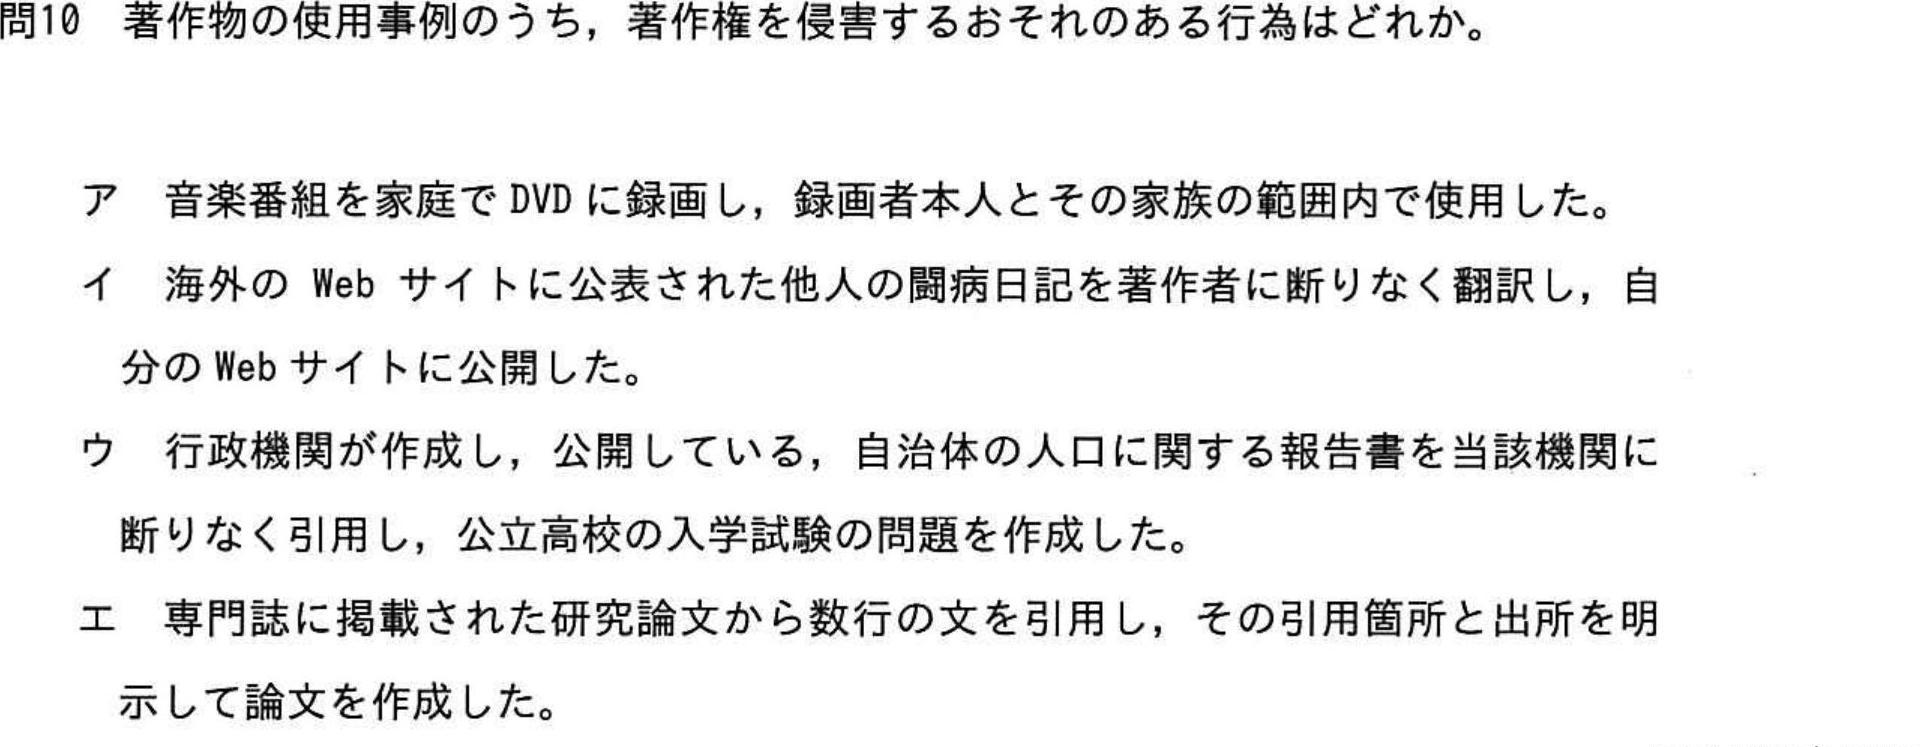 問10 著作物の使用事例のうち，著作権を侵害するおそれのある行為はどれか。
ア 音楽番組を家庭で DVD に録画し，録画者本人とその家族の範囲内で使用した。
イ 海外の Web サイトに公表された他人の闘病日記を著作者に断りなく翻訳し，自
分の Web サイトに公開した。
ウ 行政機関が作成し，公開している，自治体の人口に関する報告書を当該機関に
断りなく引用し，公立高校の入学試験の問題を作成した。
エ 専門誌に掲載された研究論文から数行の文を引用し，その引用箇所と出所を明
示して論文を作成した。